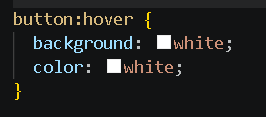 button:hover {
  background: white;
  color: white;
}